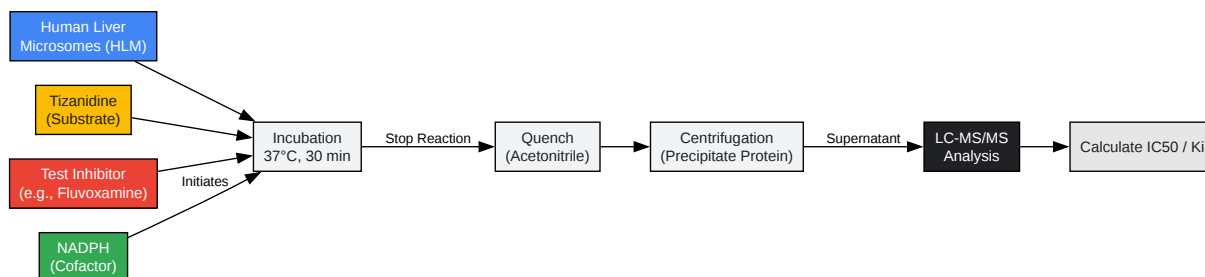 Human Liver
Microsomes (HLM)
Tizanidine
(Substrate)
Test Inhibitor
(e.g., Fluvoxamine)
Initiates
NADPH
(Cofactor)
Incubation
37°C, 30 min
Stop Reaction
Quench
(Acetonitrile)
Centrifugation
(Precipitate Protein)
Supernatant
LC-MS/MS
Analysis
Calculate IC50 / Ki